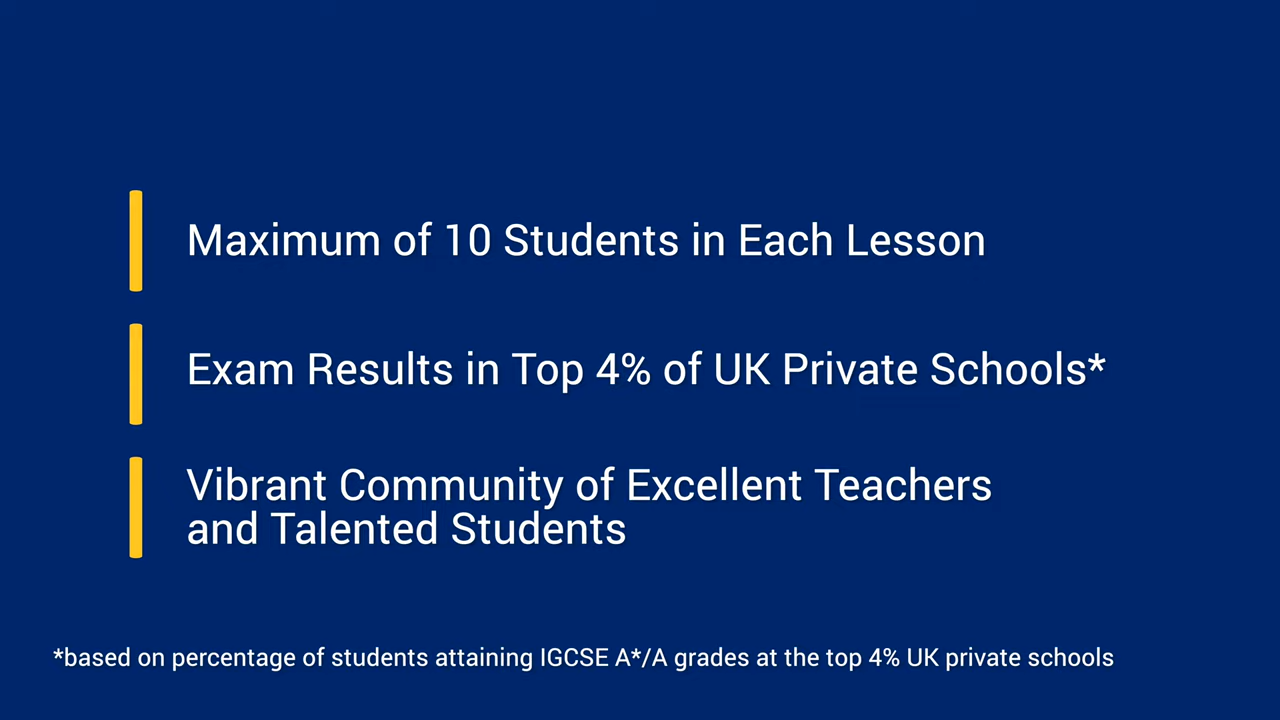 Maximum of 10 Students in Each Lesson
Exam Results in Top 4% of UK Private Schools*
Vibrant Community of Excellent Teachers
and Talented Students
*based on percentage of students attaining IGCSE A*/A grades at the top 4% UK private schools